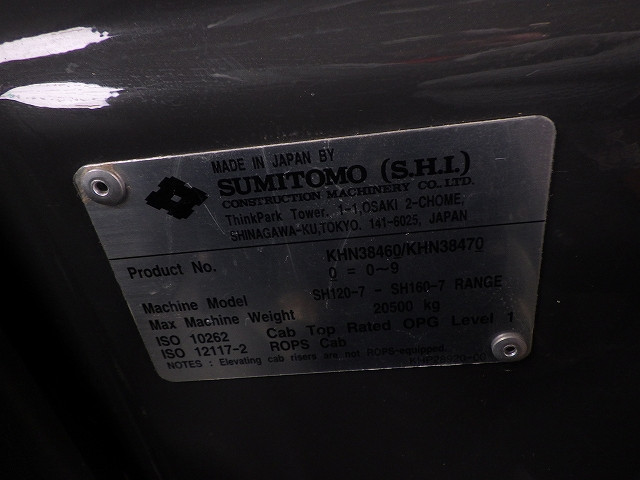 MADE IN JAPAN BY
SUMITOMO (S.H.I.)
CONSTRUCTION MACHINERY CO., LTD.
ThinkPark Tower. 1-1,OSAKI 2-CHOME,
SHINAGAWA-KU,TOKYO. 141-6025, JAPAN
Product No. KHN38460/KHN38470
0 = 0~9
Machine Model SH120-7 - SH160-7 RANGE
Max Machine Weight 20500 kg
ISO 10262 Cab Top Rated OPG Level 1
ISO 12117-2 ROPS Cab
NOTES : Elevating cab risers are not ROPS-equipped.